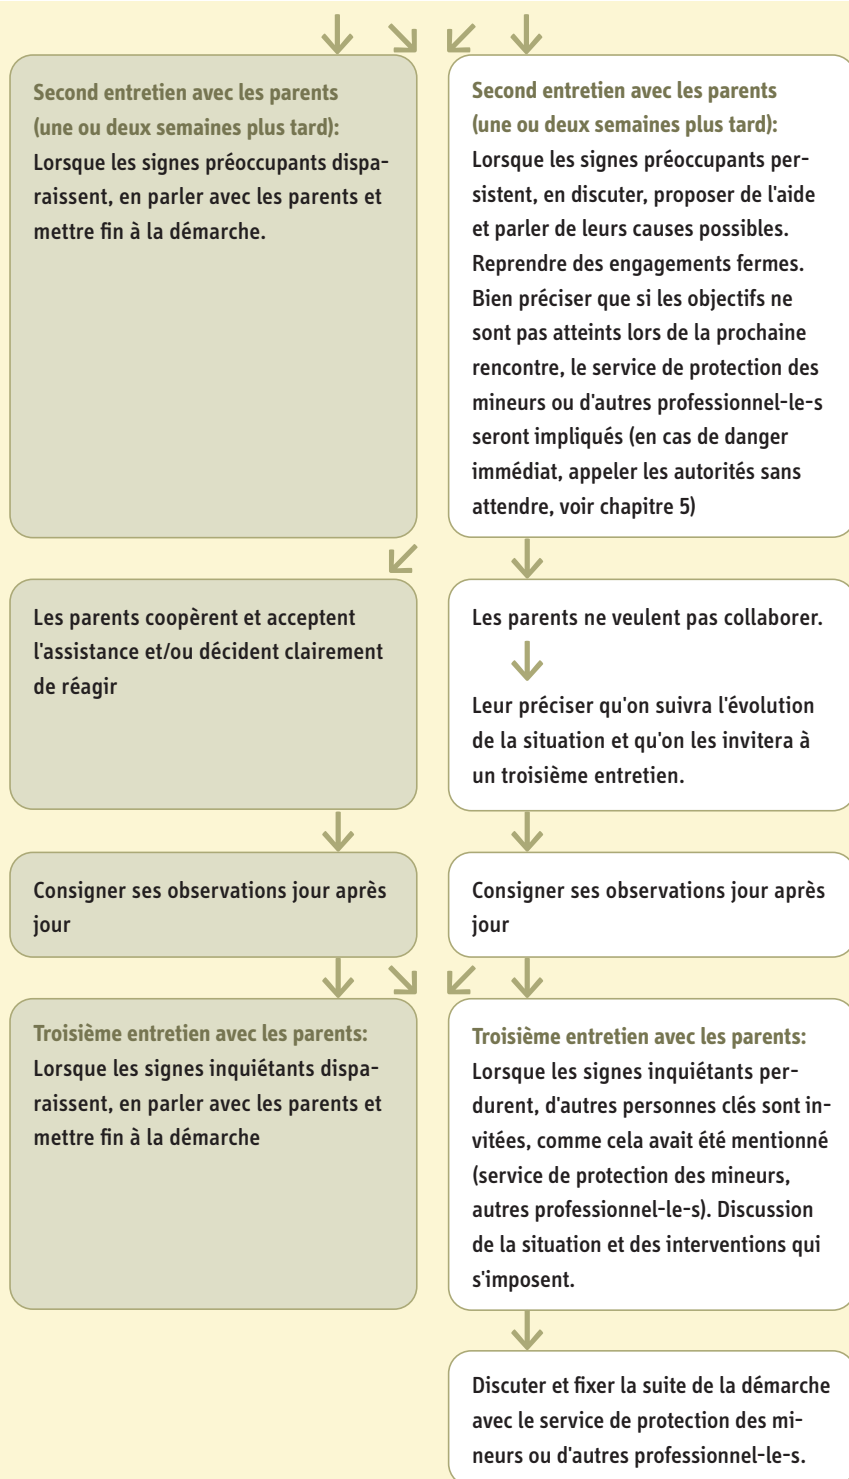 Second entretien avec les parents
(une ou deux semaines plus tard):
Lorsque les signes préoccupants dispa-
raissent, en parler avec les parents et
mettre fin à la démarche.
Second entretien avec les parents
(une ou deux semaines plus tard):
Lorsque les signes préoccupants per-
sistent, en discuter, proposer de l'aide
et parler de leurs causes possibles.
Reprendre des engagements fermes.
Bien préciser que si les objectifs ne
sont pas atteints lors de la prochaine
rencontre, le service de protection des
mineurs ou d'autres professionnel-le-s
seront impliqués (en cas de danger
immédiat, appeler les autorités sans
attendre, voir chapitre 5)
Les parents coopèrent et acceptent
l'assistance et/ou décident clairement
de réagir
Les parents ne veulent pas collaborer.
Leur préciser qu'on suivra l'évolution
de la situation et qu'on les invitera à
un troisième entretien.
Consigner ses observations jour après
jour
Consigner ses observations jour après
jour
Troisième entretien avec les parents:
Lorsque les signes inquiétants dispa-
raissent, en parler avec les parents et
mettre fin à la démarche
Troisième entretien avec les parents:
Lorsque les signes inquiétants per-
durent, d'autres personnes clés sont in-
vitées, comme cela avait été mentionné
(service de protection des mineurs,
autres professionnel-le-s). Discussion
de la situation et des interventions qui
s'imposent.
Discuter et fixer la suite de la démarche
avec le service de protection des mi-
neurs ou d'autres professionnel-le-s.